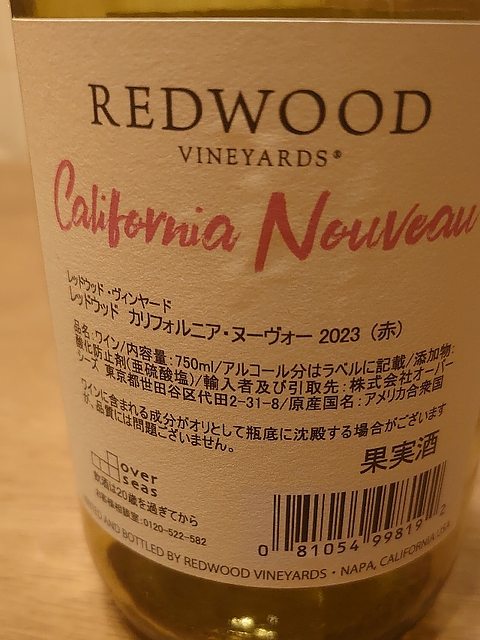 REDWOOD
VINEYARDS®
California Nouveau
レッドウッド・ヴィンヤード
レッドウッド カリフォルニア・ヌーヴォー 2023（赤）
品名:ワイン/内容量:750ml/アルコール分はラベルに記載/添加物:
酸化防止剤(亜硫酸塩)/輸入者及び引取先:株式会社オーバー
シーズ 東京都世田谷区代田2-31-8/原産国名:アメリカ合衆国
ワインに含まれる成分がオリとして瓶底に沈殿する場合がございます
が、品質には問題ございません。
果実酒
over
seas
飲酒は20歳を過ぎてから
お客様相談室:0120-522-582
0 81054 99819 2
AND BOTTLED BY REDWOOD VINEYARDS • NAPA, CALIFORNIA USA